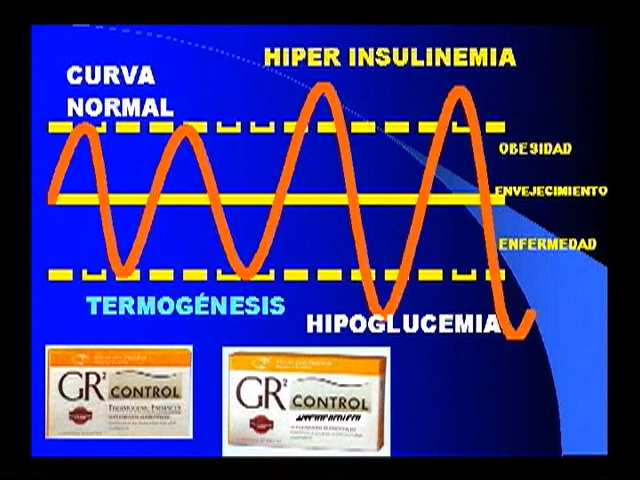 HIPER INSULINEMIA
CURVA
NORMAL
OBESIDAD
ENVEJECIMIENTO
ENFERMEDAD
TERMOGÉNESIS
HIPOGLUCEMIA
GR² CONTROL
GR² CONTROL